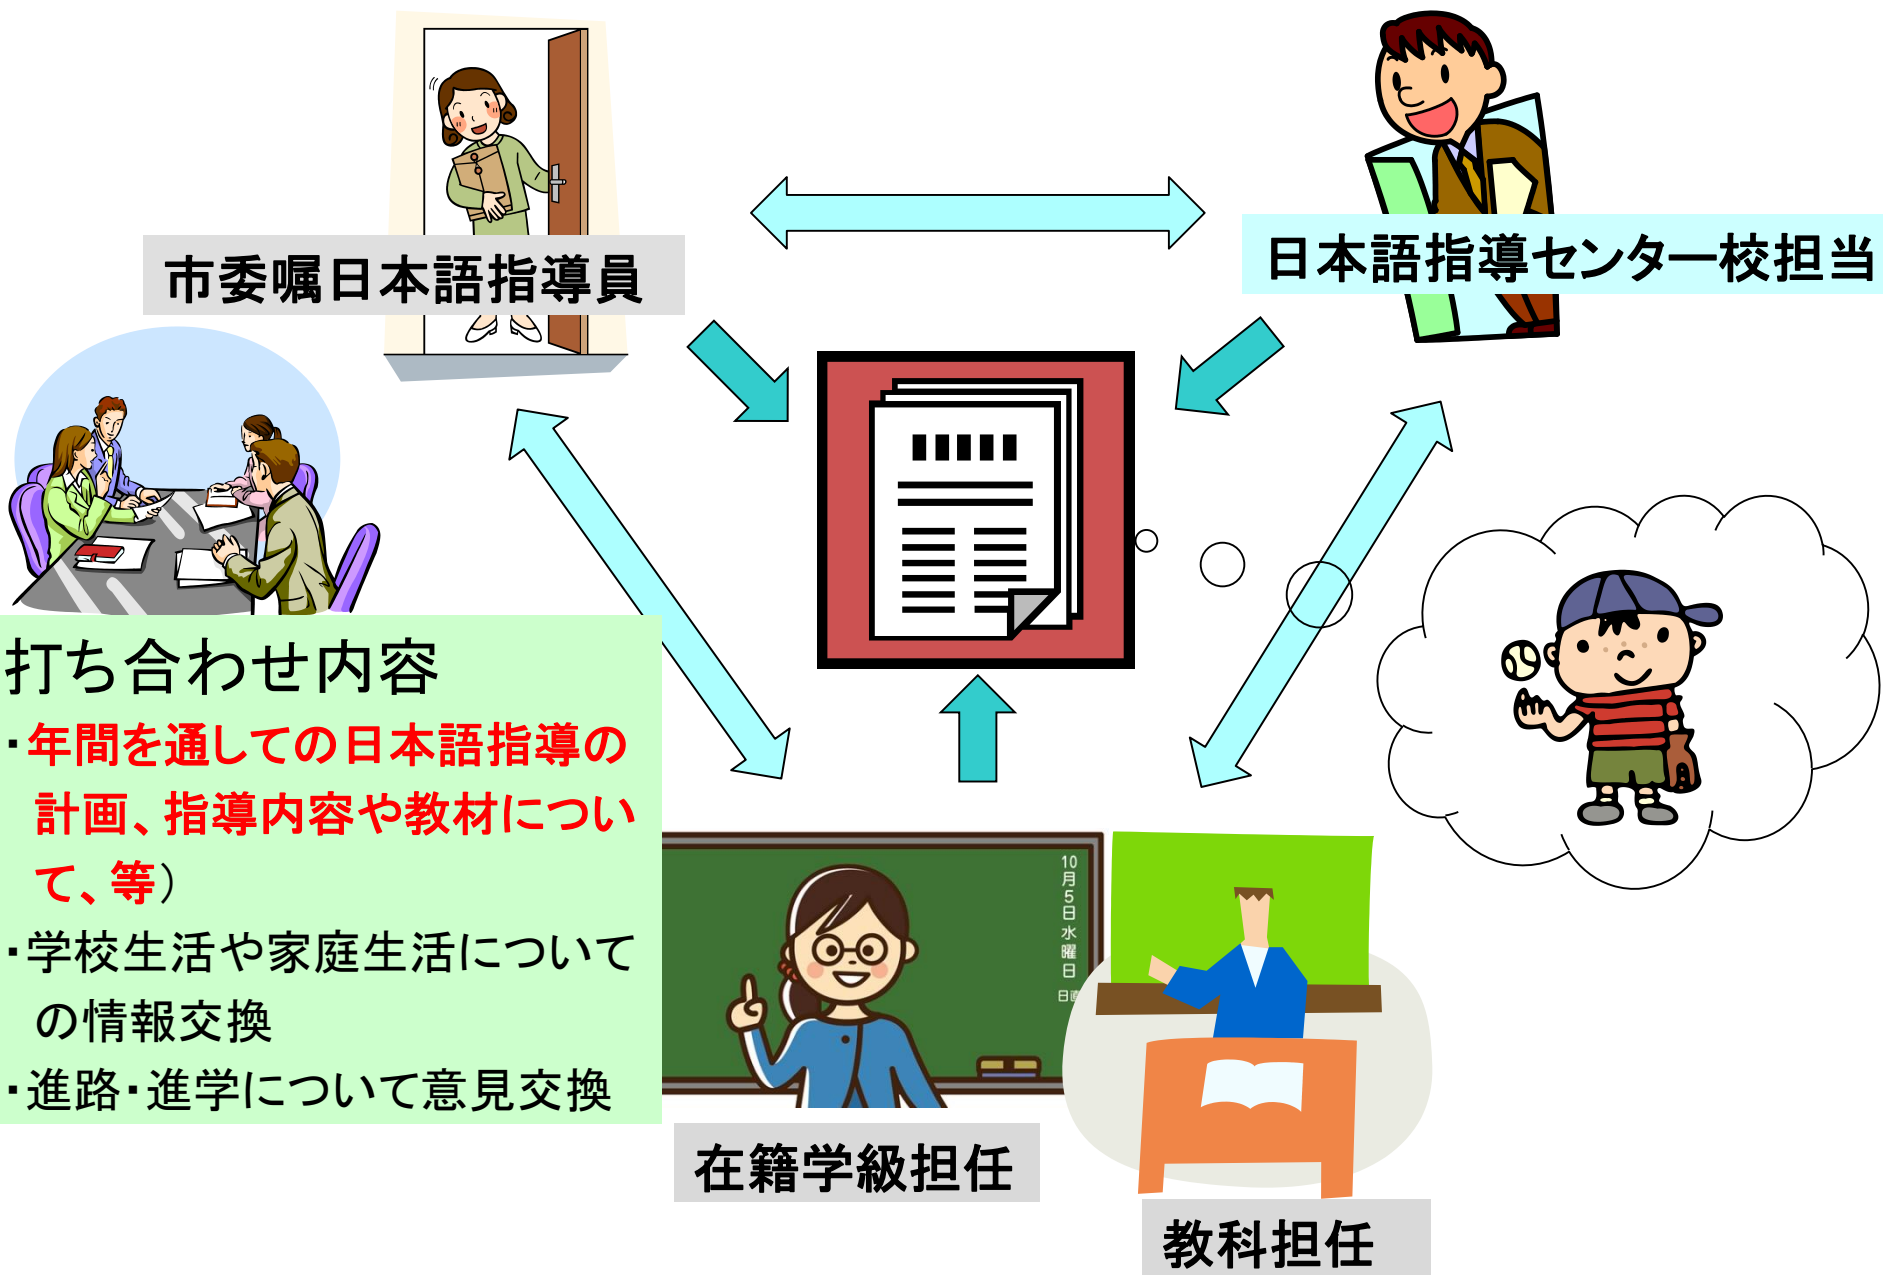 市委嘱日本語指導員
日本語指導センター校担当
打ち合わせ内容
・年間を通しての日本語指導の
計画、指導内容や教材につい
て、等）
・学校生活や家庭生活について
の情報交換
・進路・進学について意見交換
10月5日水曜日
日直
在籍学級担任
教科担任